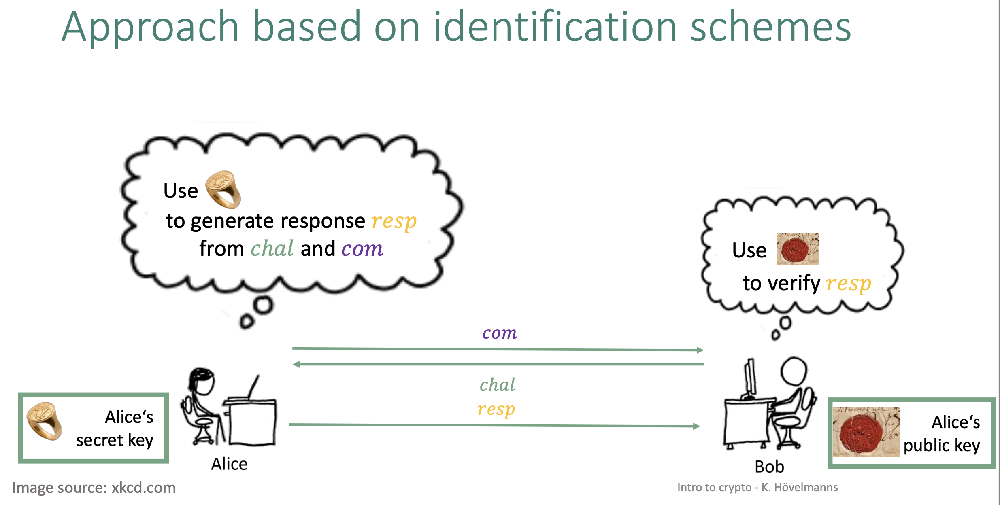 Approach based on identification schemes
Use
to generate response resp
from chal and com
Use
to verify resp
com
chal
resp
Alice‘s
secret key
Alice
Bob
Alice‘s
public key
Image source: xkcd.com
Intro to crypto - K. Hövelmanns